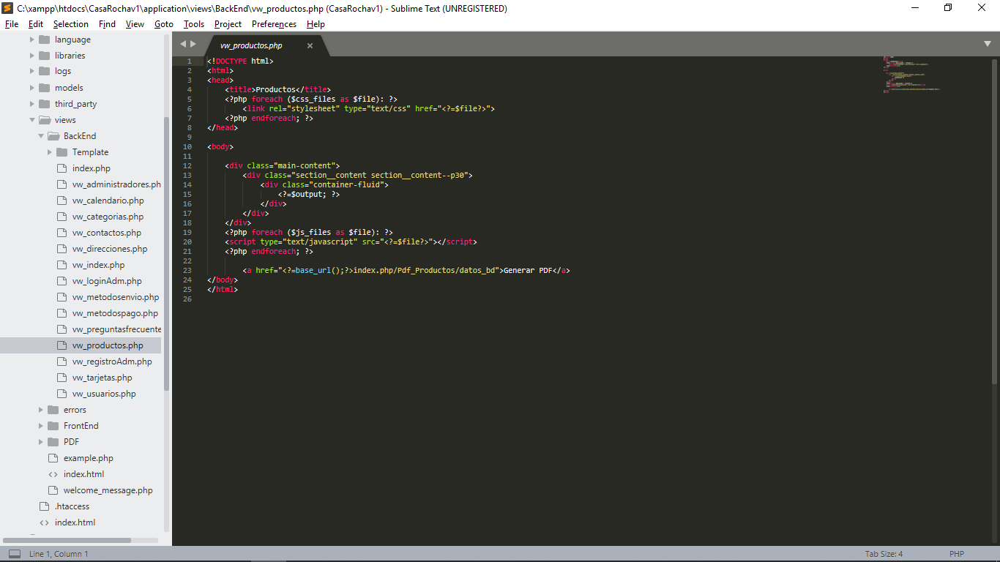 C:\xampp\htdocs\CasaRochav1\application\views\BackEnd\vw_productos.php (CasaRochav1) - Sublime Text (UNREGISTERED)
File Edit Selection Find View Goto Tools Project Preferences Help
language
libraries
logs
models
third_party
views
BackEnd
Template
index.php
vw_administradores.ph
vw_calendario.php
vw_categorias.php
vw_contactos.php
vw_direcciones.php
vw_index.php
vw_loginAdm.php
vw_metodosenvio.php
vw_metodospago.php
vw_preguntasfrecuente
vw_productos.php
vw_registroAdm.php
vw_tarjetas.php
vw_usuarios.php
errors
FrontEnd
PDF
example.php
index.html
welcome_message.php
.htaccess
index.html
vw_productos.php
1 <!DOCTYPE html>
2 <html>
3 <head>
4     <title>Productos</title>
5     <?php foreach ($css_files as $file): ?>
6         <link rel="stylesheet" type="text/css" href="<?=$file?>">
7     <?php endforeach; ?>
8 </head>
9
10 <body>
11
12     <div class="main-content">
13         <div class="section__content section__content--p30">
14             <div class="container-fluid">
15                 <?=$output; ?>
16             </div>
17         </div>
18     </div>
19     <?php foreach ($js_files as $file): ?>
20     <script type="text/javascript" src="<?=$file?>"></script>
21     <?php endforeach; ?>
22
23         <a href="<?=base_url();?>index.php/Pdf_Productos/datos_bd">Generar PDF</a>
24 </body>
25 </html>
26
Line 1, Column 1
Tab Size: 4
PHP